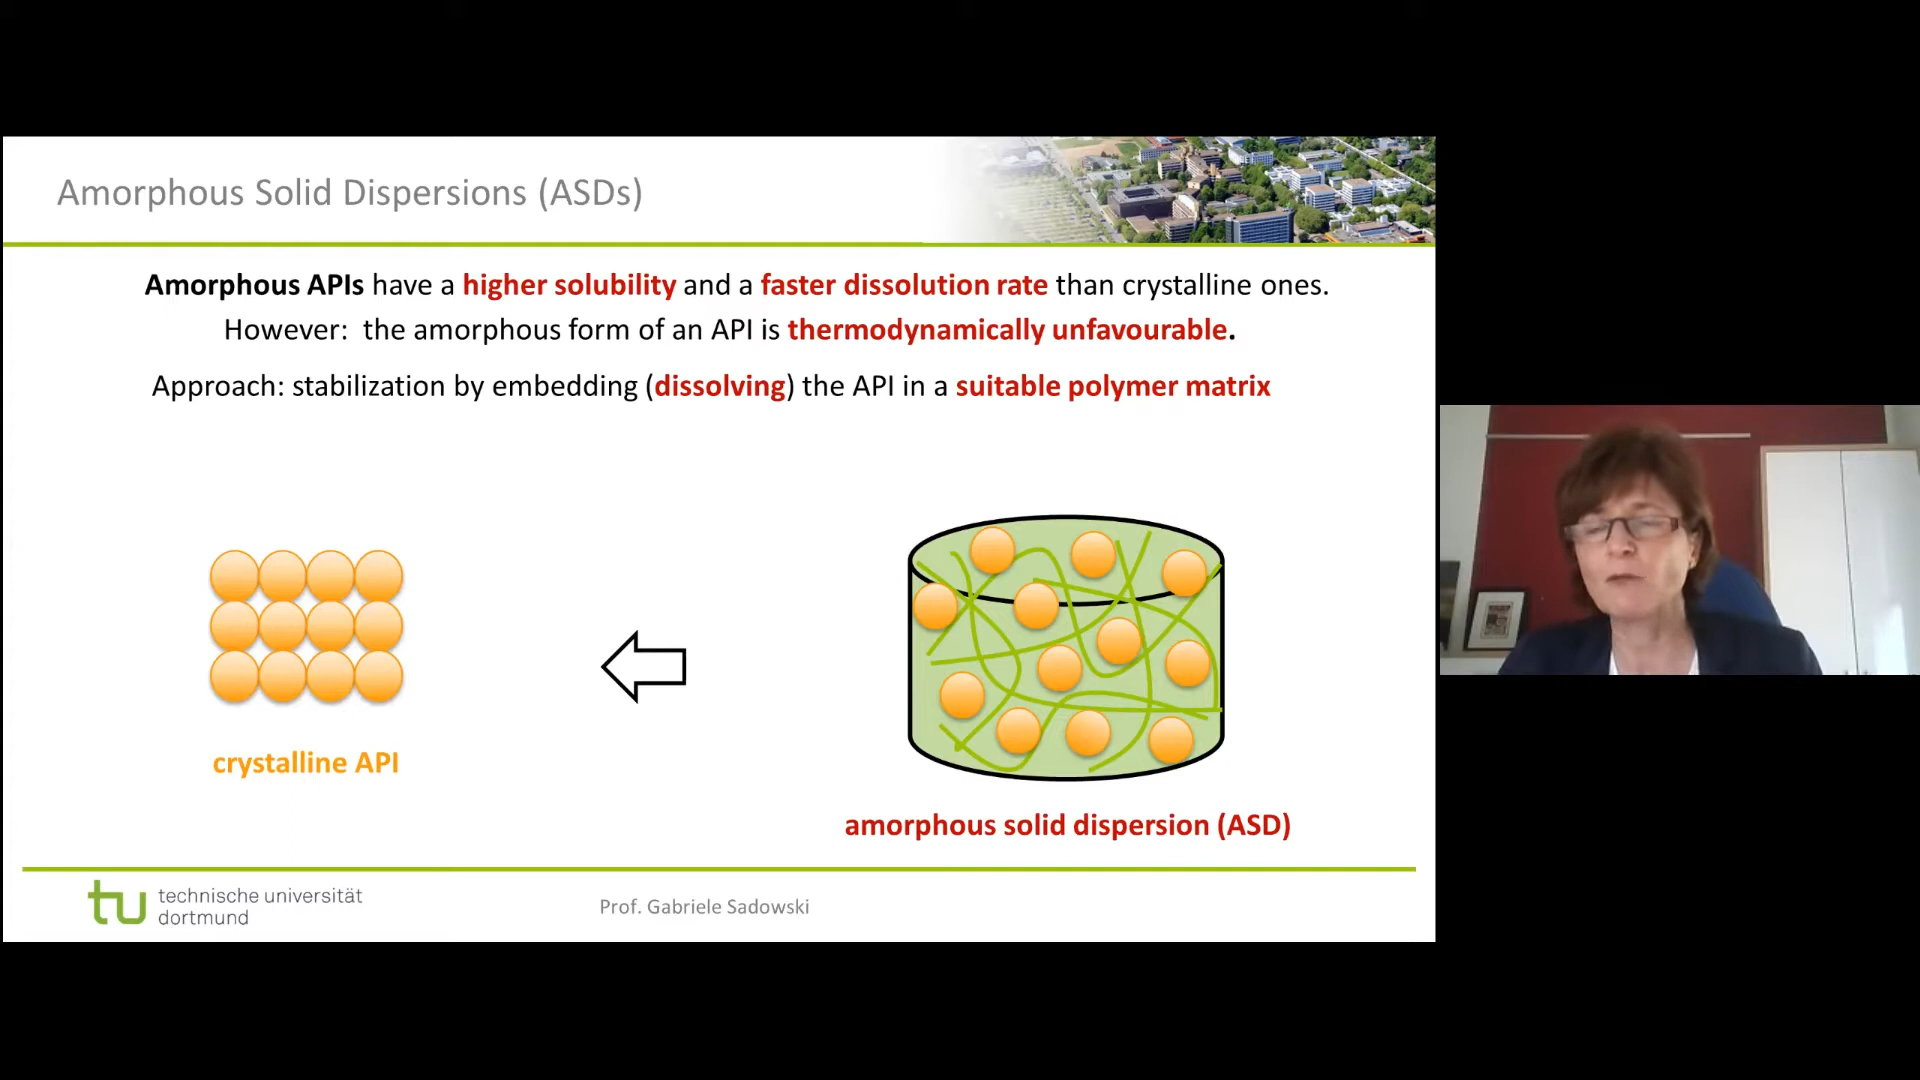 Amorphous Solid Dispersions (ASDs)
Amorphous APIs have a higher solubility and a faster dissolution rate than crystalline ones.
However: the amorphous form of an API is thermodynamically unfavourable.
Approach: stabilization by embedding (dissolving) the API in a suitable polymer matrix
crystalline API
amorphous solid dispersion (ASD)
tu technische universität
dortmund
Prof. Gabriele Sadowski